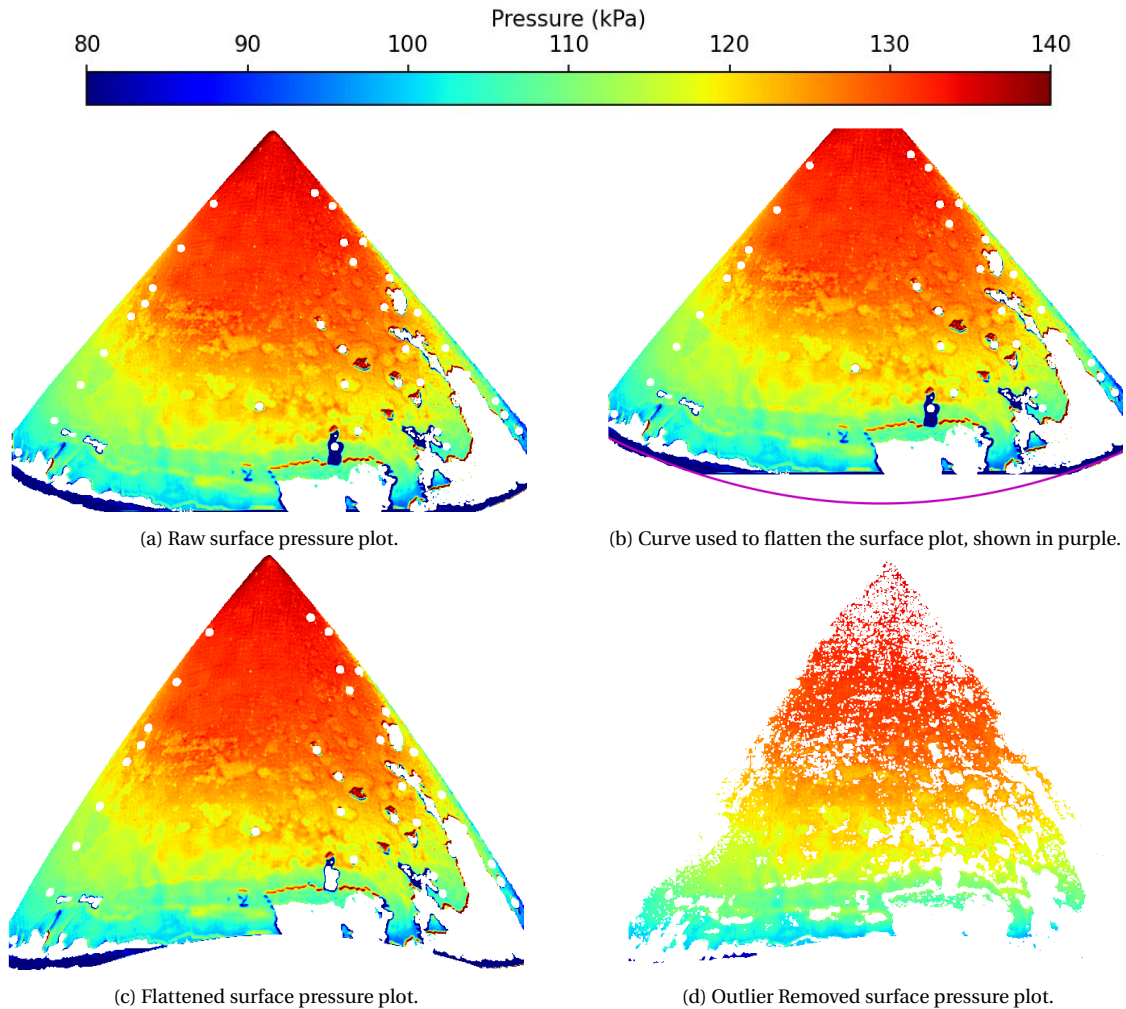 Pressure (kPa)
80 90 100 110 120 130 140
(a) Raw surface pressure plot.
(b) Curve used to flatten the surface plot, shown in purple.
(c) Flattened surface pressure plot.
(d) Outlier Removed surface pressure plot.